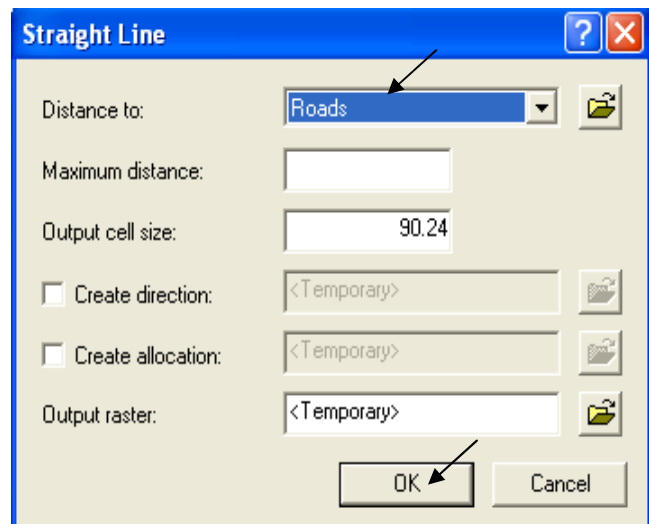 Straight Line
Distance to: Roads
Maximum distance:
Output cell size: 90.24
Create direction: <Temporary>
Create allocation: <Temporary>
Output raster: <Temporary>
OK Cancel